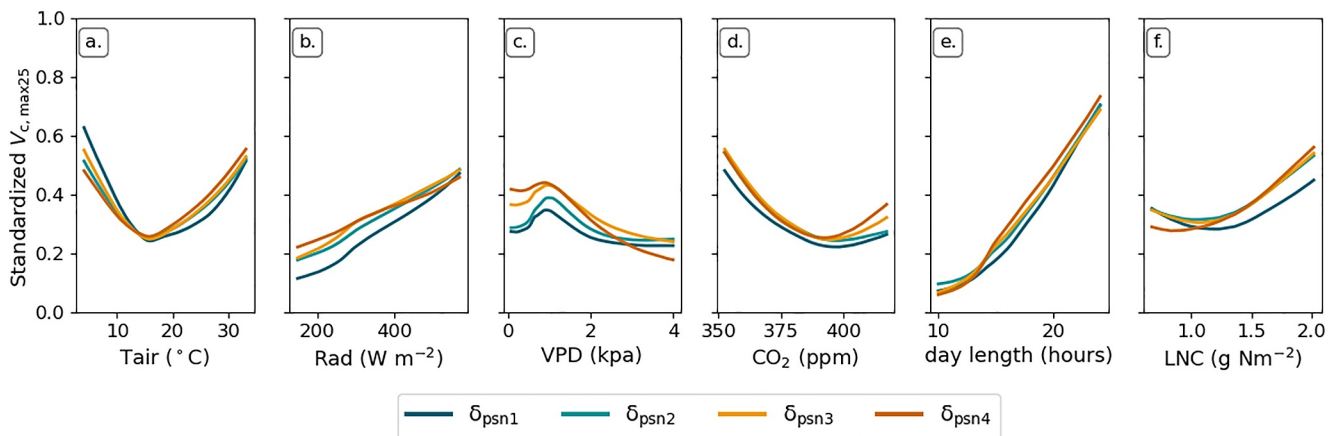 Standardized V_c,max25
1.0
0.8
0.6
0.4
0.2
0.0
a.
b.
c.
d.
e.
f.
10 20 30
200 400
0 2 4
350 375 400
10 20
1.0 1.5 2.0
Tair (°C)
Rad (W m⁻²)
VPD (kpa)
CO₂ (ppm)
day length (hours)
LNC (g Nm⁻²)
δpsn1 δpsn2 δpsn3 δpsn4